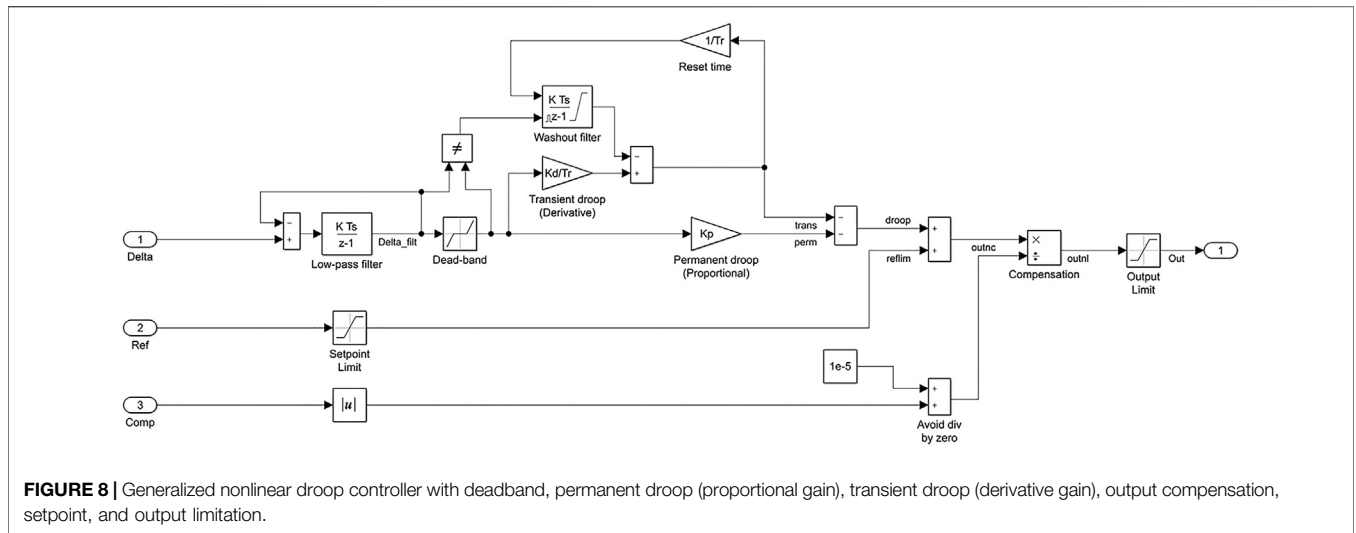 1/Tr
Reset time
K Ts
z-1
Washout filter
≠
Kd/Tr
Transient droop
(Derivative)
1
Delta
K Ts
z-1
Low-pass filter
Delta_filt
Dead-band
Kp
Permanent droop
(Proportional)
trans
perm
droop
reflim
outnc
Compensation
outnl
Output
Limit
Out
1
2
Ref
Setpoint
Limit
3
Comp
|u|
1e-5
Avoid div
by zero
FIGURE 8 | Generalized nonlinear droop controller with deadband, permanent droop (proportional gain), transient droop (derivative gain), output compensation,
setpoint, and output limitation.